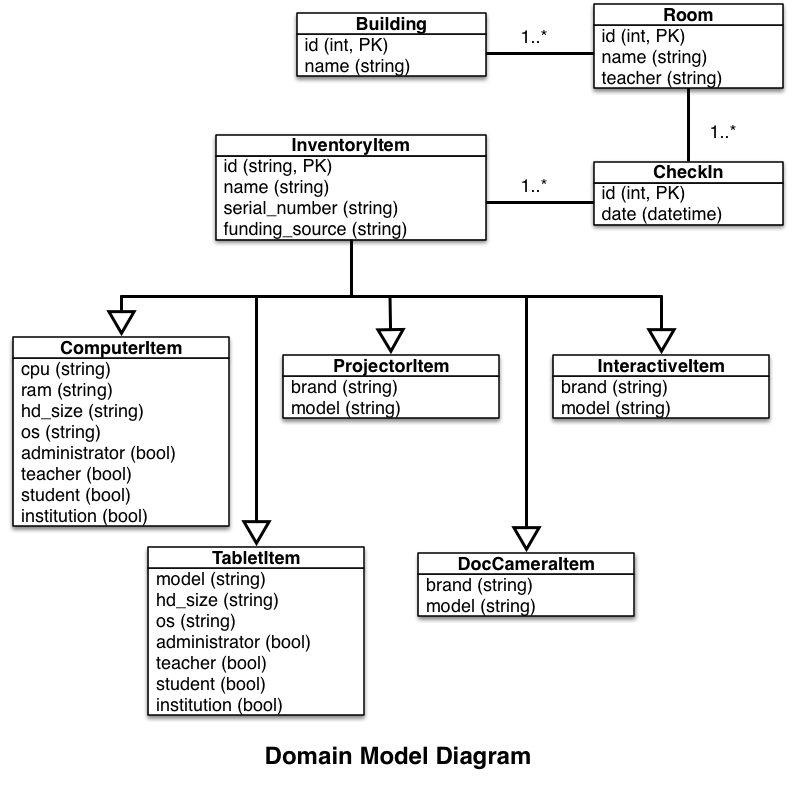 Building
id (int, PK)
name (string)
1..*
Room
id (int, PK)
name (string)
teacher (string)
1..*
InventoryItem
id (string, PK)
name (string)
serial_number (string)
funding_source (string)
1..*
CheckIn
id (int, PK)
date (datetime)
ComputerItem
cpu (string)
ram (string)
hd_size (string)
os (string)
administrator (bool)
teacher (bool)
student (bool)
institution (bool)
ProjectorItem
brand (string)
model (string)
InteractiveItem
brand (string)
model (string)
TabletItem
model (string)
hd_size (string)
os (string)
administrator (bool)
teacher (bool)
student (bool)
institution (bool)
DocCameraItem
brand (string)
model (string)
Domain Model Diagram